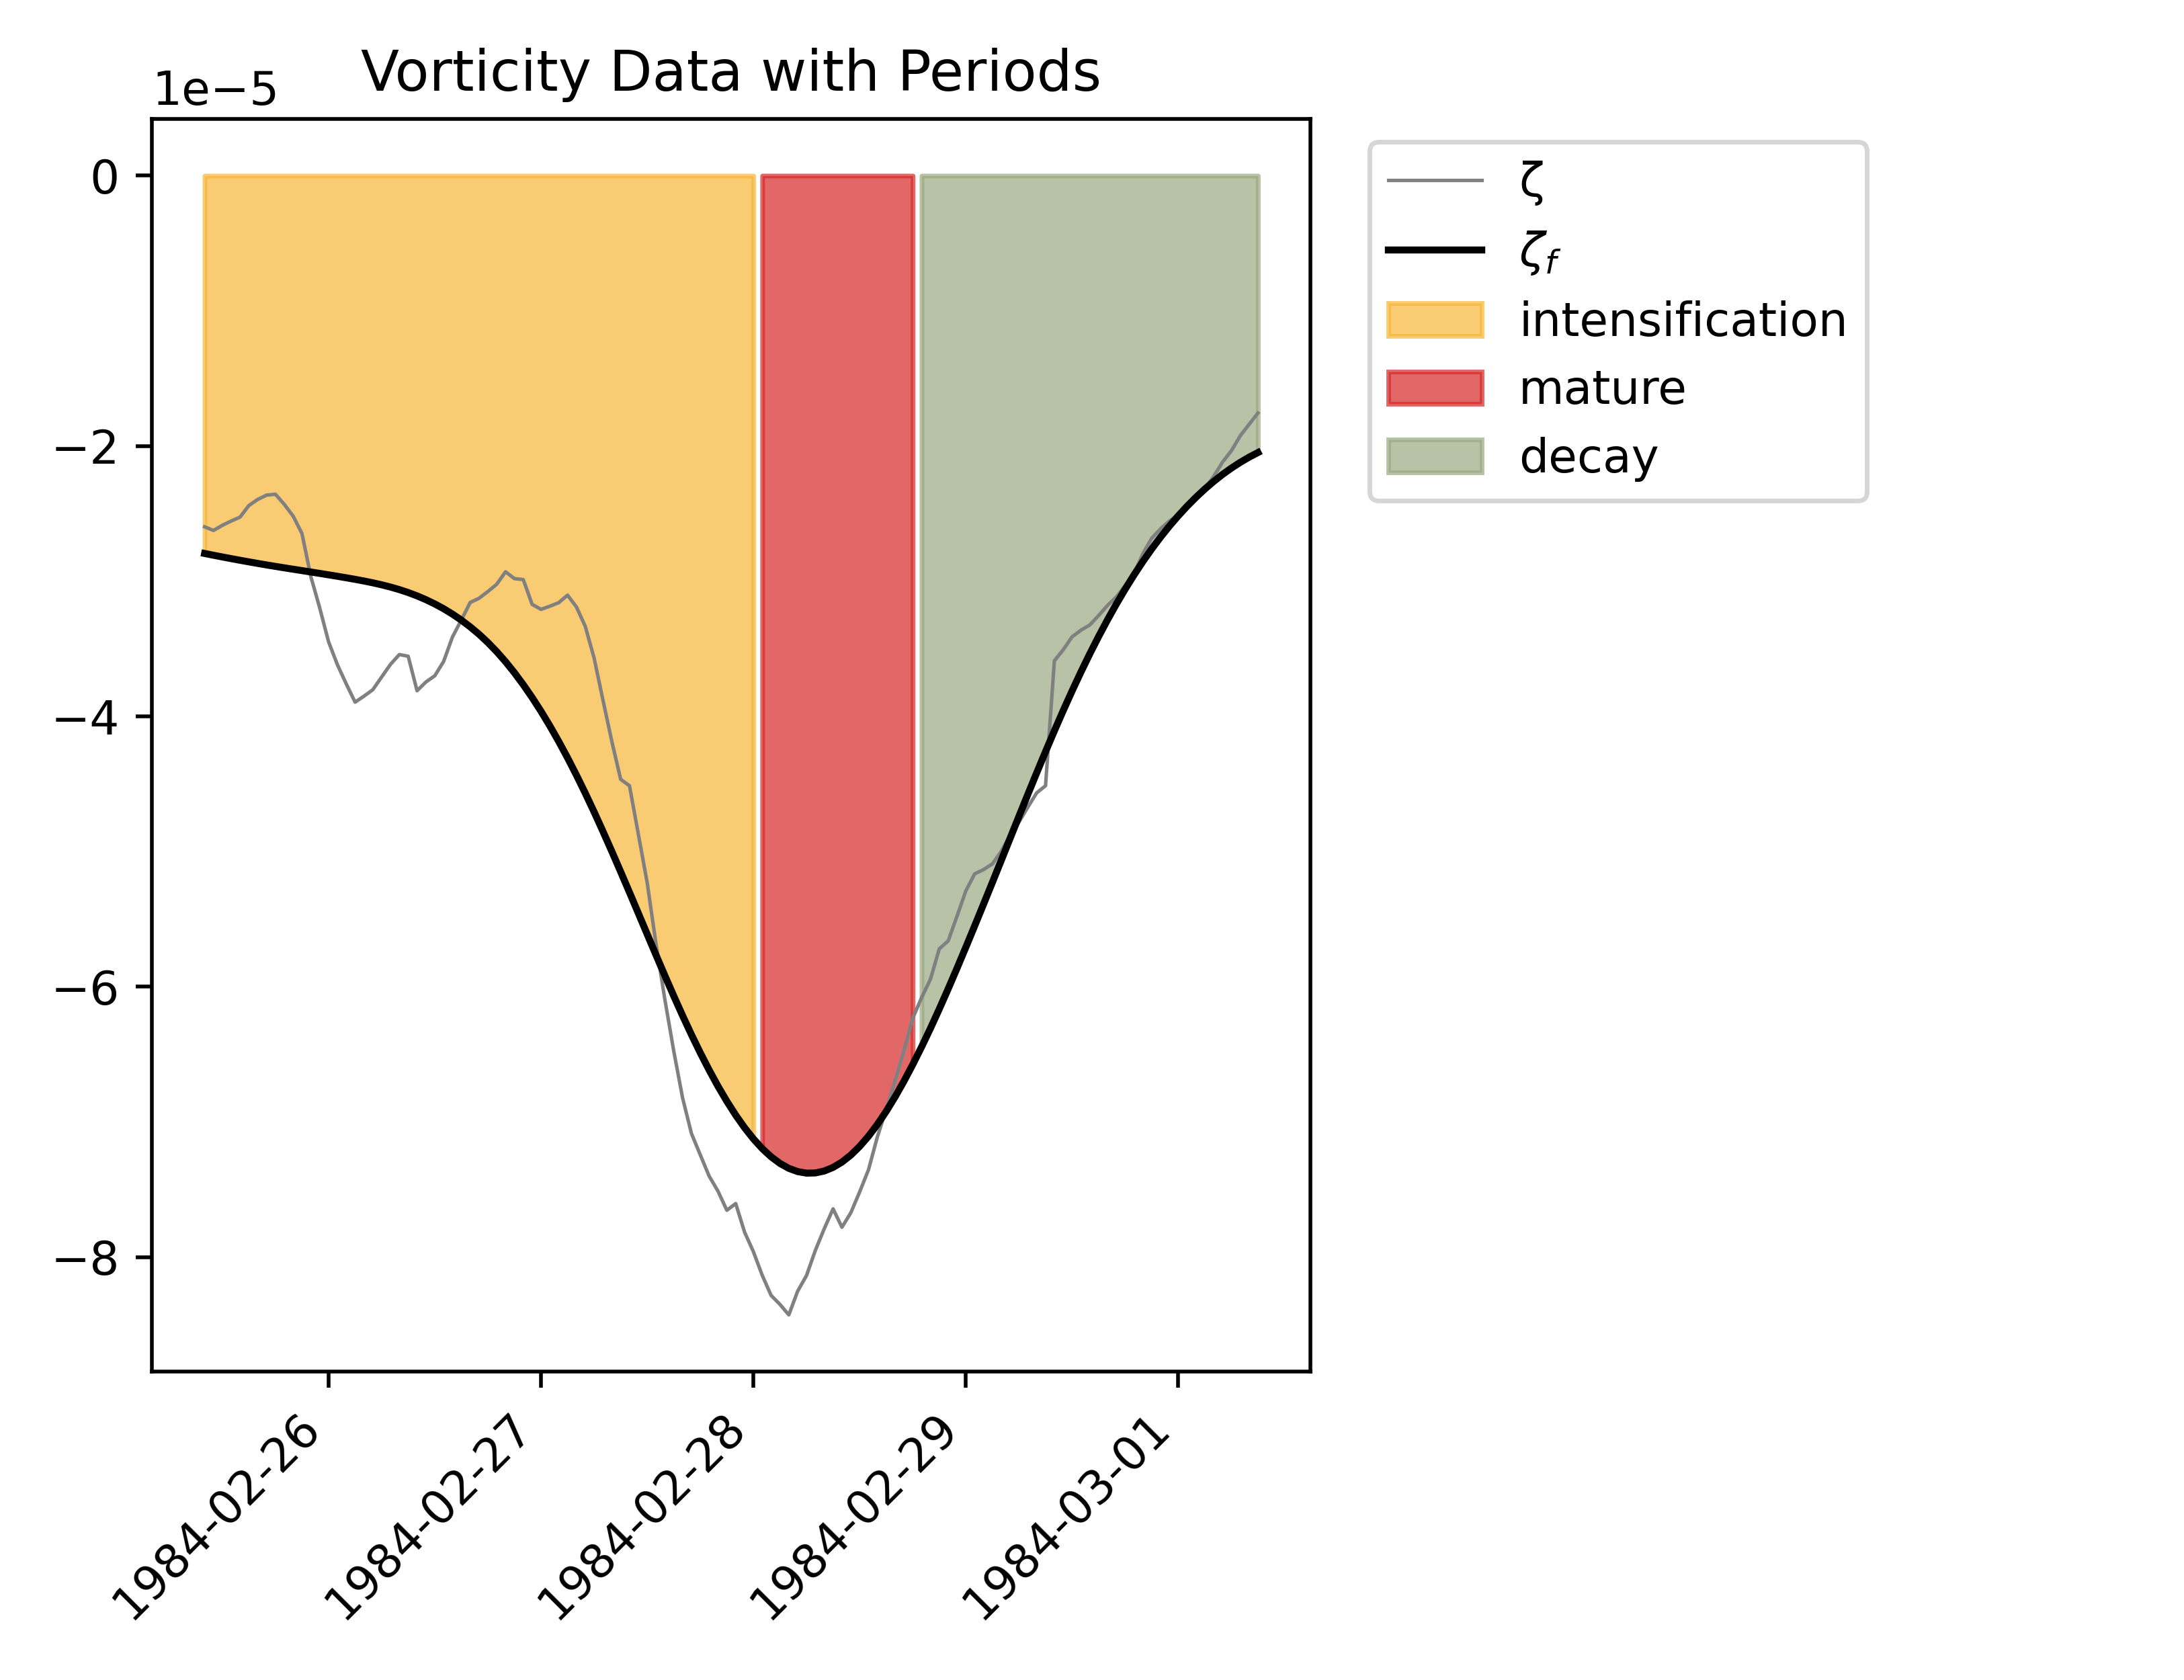 Vorticity Data with Periods
1e−5
0
−2
−4
−6
−8
1984-02-26
1984-02-27
1984-02-28
1984-02-29
1984-03-01
ζ
ζf
intensification
mature
decay